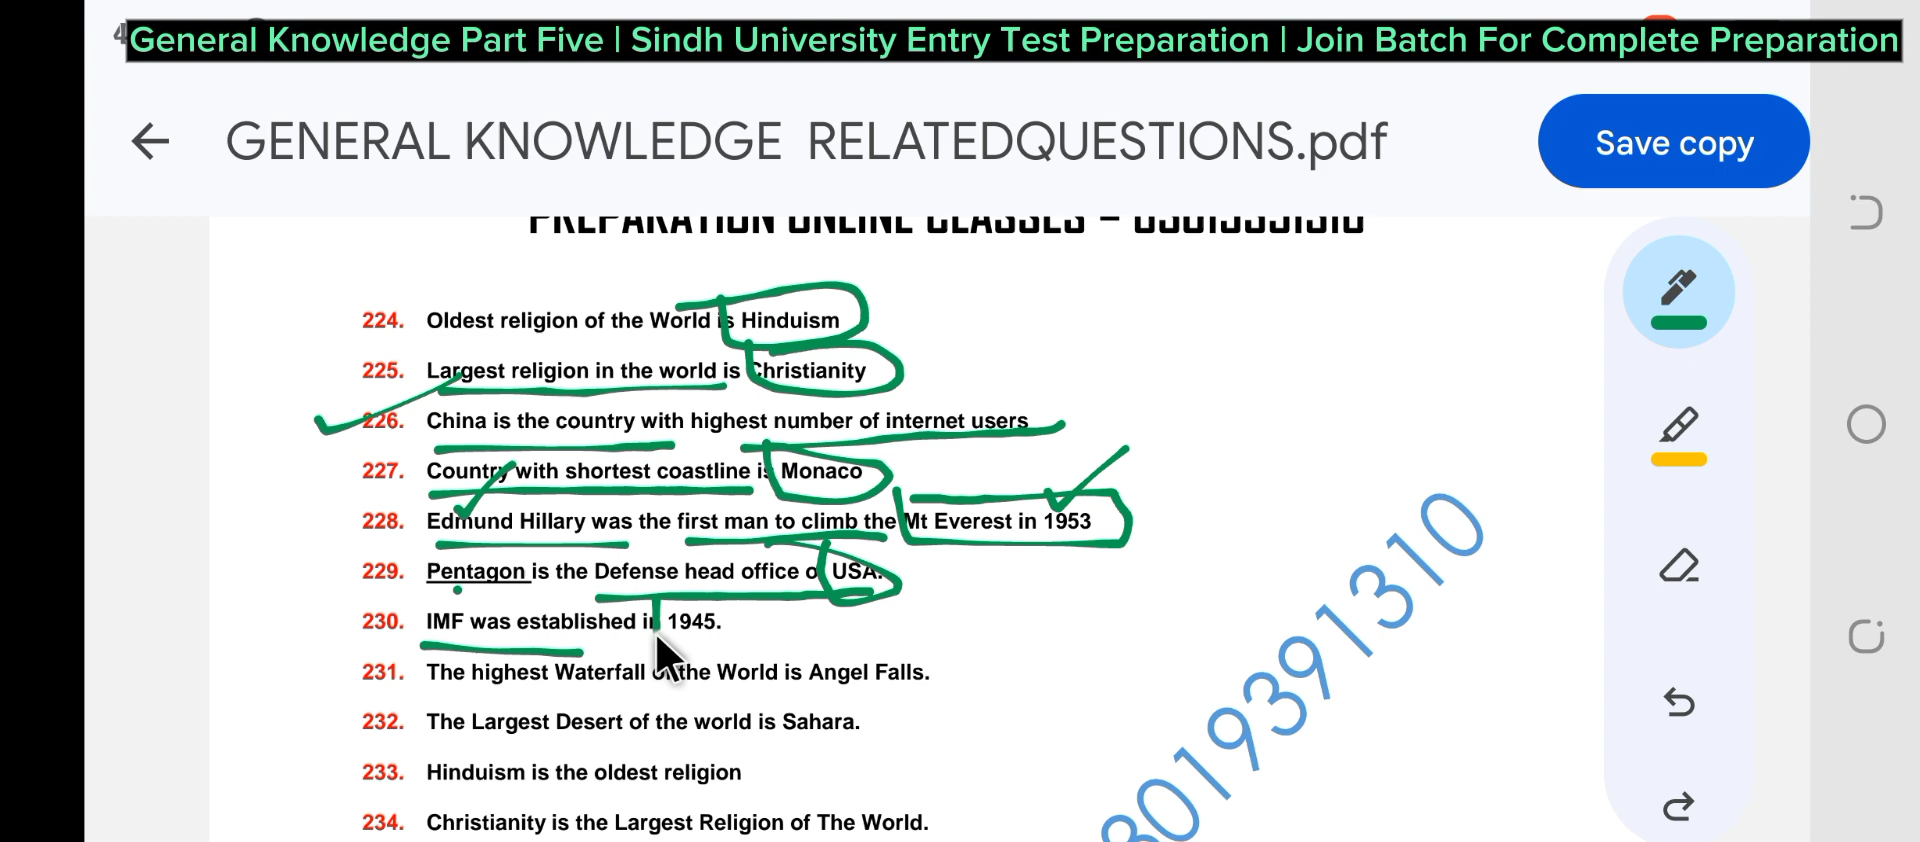 General Knowledge Part Five | Sindh University Entry Test Preparation | Join Batch For Complete Preparation
GENERAL KNOWLEDGE RELATEDQUESTIONS.pdf
Save copy
PREPARATION ONLINE CLASSES –
224. Oldest religion of the World is Hinduism
225. Largest religion in the world is Christianity
226. China is the country with highest number of internet users
227. Country with shortest coastline is Monaco
228. Edmund Hillary was the first man to climb the Mt Everest in 1953
229. Pentagon is the Defense head office of USA.
230. IMF was established in 1945.
231. The highest Waterfall of the World is Angel Falls.
232. The Largest Desert of the world is Sahara.
233. Hinduism is the oldest religion
234. Christianity is the Largest Religion of The World.
3019391310